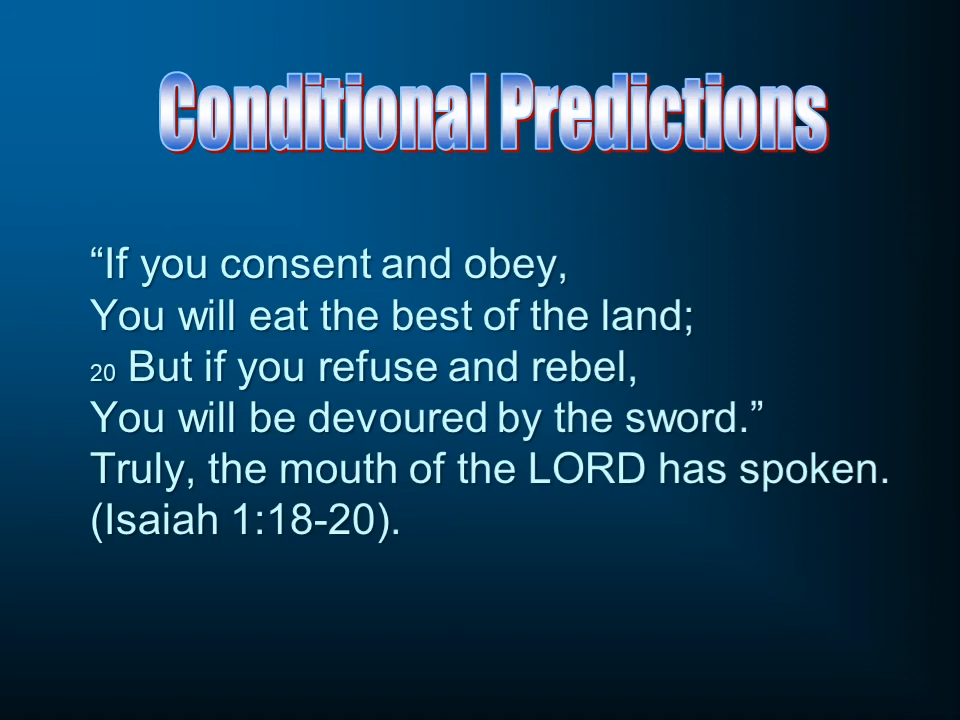 Conditional Predictions
“If you consent and obey,
You will eat the best of the land;
20 But if you refuse and rebel,
You will be devoured by the sword.”
Truly, the mouth of the LORD has spoken.
(Isaiah 1:18-20).